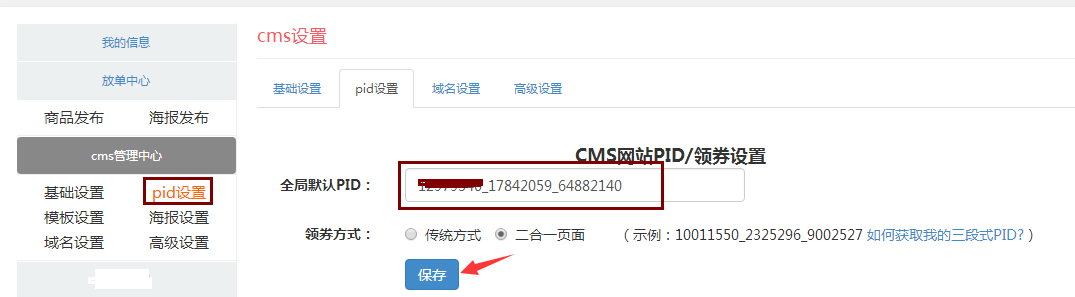 我的信息
放单中心
商品发布 海报发布
cms管理中心
基础设置 pid设置
模板设置 海报设置
域名设置 高级设置
cms设置
基础设置 pid设置 域名设置 高级设置
CMS网站PID/领券设置
全局默认PID： _17842059_64882140
领券方式： 传统方式 二合一页面 （示例：10011550_2325296_9002527 如何获取我的三段式PID?）
保存